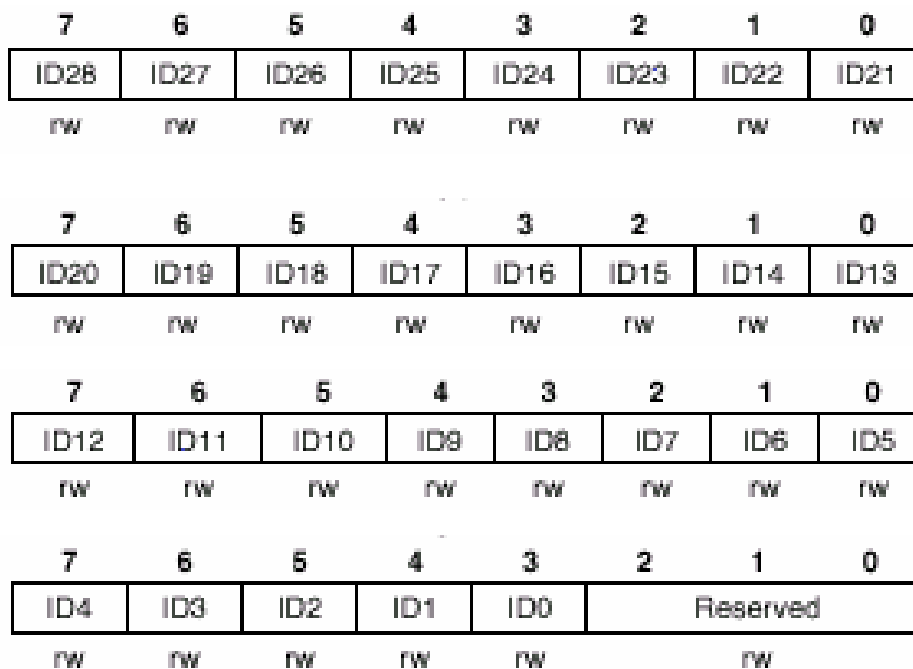 7 6 5 4 3 2 1 0
ID28 ID27 ID26 ID25 ID24 ID23 ID22 ID21
rw rw rw rw rw rw rw rw
7 6 5 4 3 2 1 0
ID20 ID19 ID18 ID17 ID16 ID15 ID14 ID13
rw rw rw rw rw rw rw rw
7 6 5 4 3 2 1 0
ID12 ID11 ID10 ID9 ID8 ID7 ID6 ID5
rw rw rw rw rw rw rw rw
7 6 5 4 3 2 1 0
ID4 ID3 ID2 ID1 ID0 Reserved
rw rw rw rw rw rw